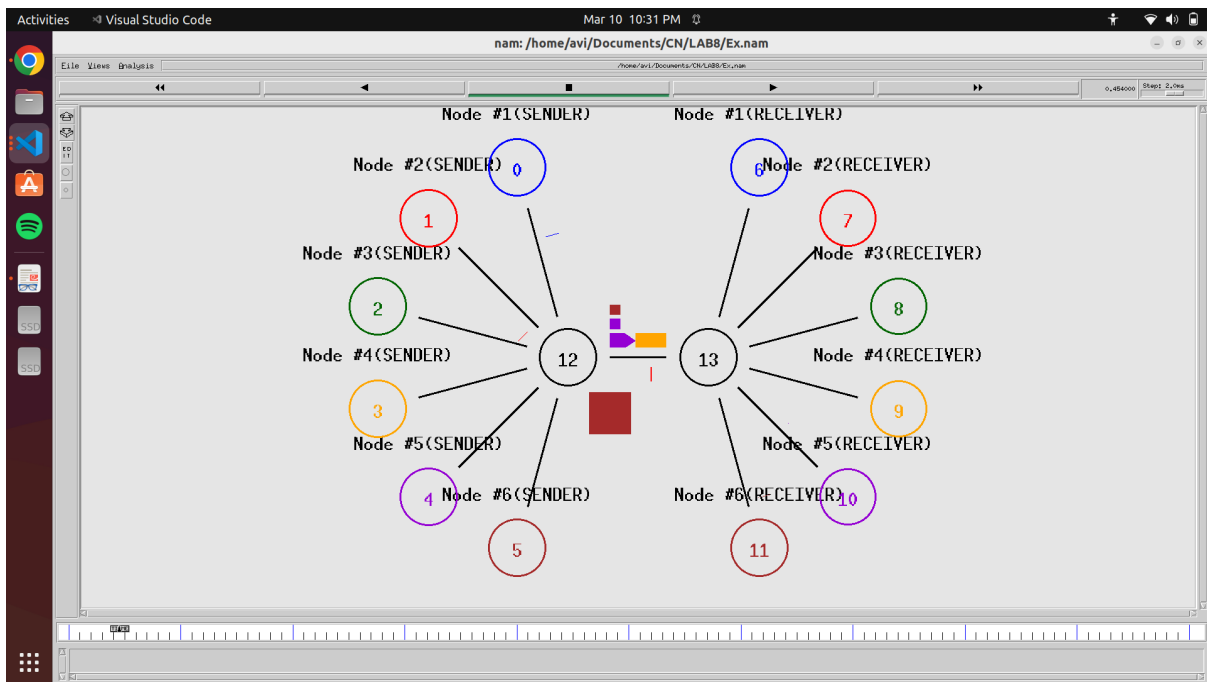 Activities Visual Studio Code Mar 10 10:31 PM
nam: /home/avi/Documents/CN/LAB8/Ex.nam
File Views Analysis /home/avi/Documents/CN/LAB8/Ex.nam
0.454000 Step: 2.0ms
ED
IT
Node #1(SENDER) Node #1(RECEIVER)
Node #2(SENDER) 0 6 Node #2(RECEIVER)
1 7
Node #3(SENDER) Node #3(RECEIVER)
2 8
SSD
Node #4(SENDER) 12 13 Node #4(RECEIVER)
SSD
3 9
Node #5(SENDER) Node #5(RECEIVER)
4 Node #6(SENDER) Node #6(RECEIVER) 10
5 11